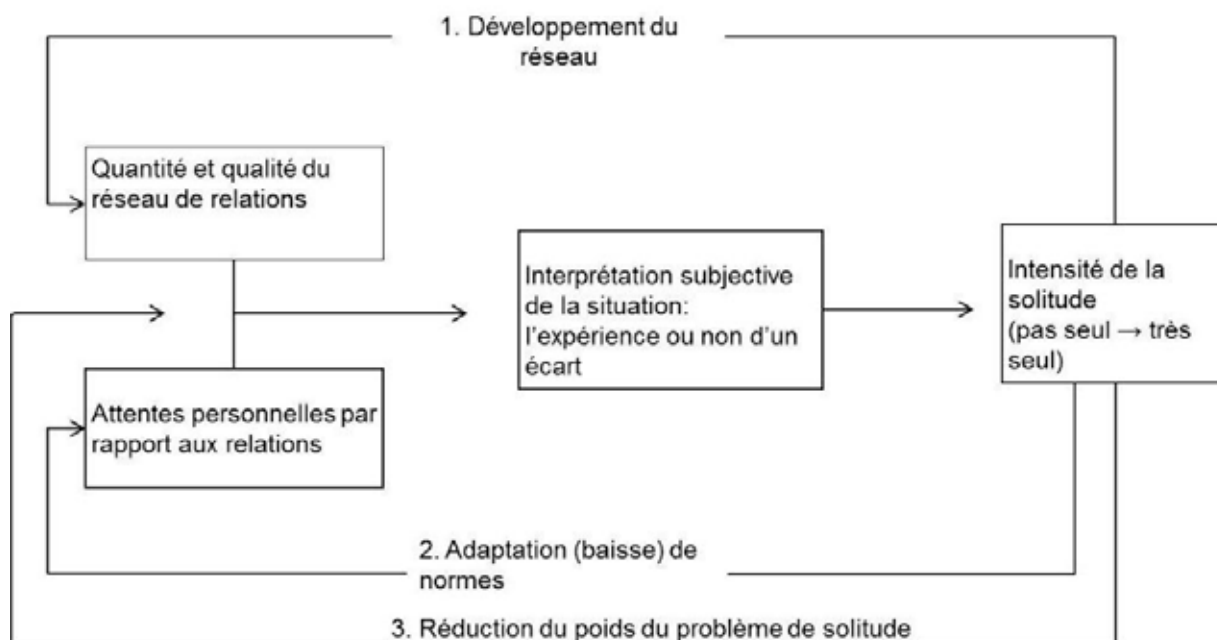 1. Développement du
réseau
Quantité et qualité du
réseau de relations
Interprétation subjective
de la situation:
l'expérience ou non d'un
écart
Intensité de la
solitude
(pas seul → très
seul)
Attentes personnelles par
rapport aux relations
2. Adaptation (baisse) de
normes
3. Réduction du poids du problème de solitude